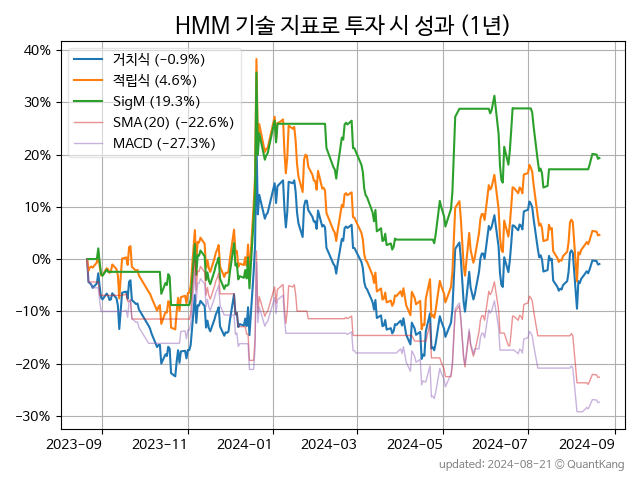 HMM 기술 지표로 투자 시 성과 (1년)
40%
30%
20%
10%
0%
−10%
−20%
−30%
거치식 (−0.9%)
적립식 (4.6%)
SigM (19.3%)
SMA(20) (−22.6%)
MACD (−27.3%)
2023-09 2023-11 2024-01 2024-03 2024-05 2024-07 2024-09
updated: 2024-08-21 © QuantKang